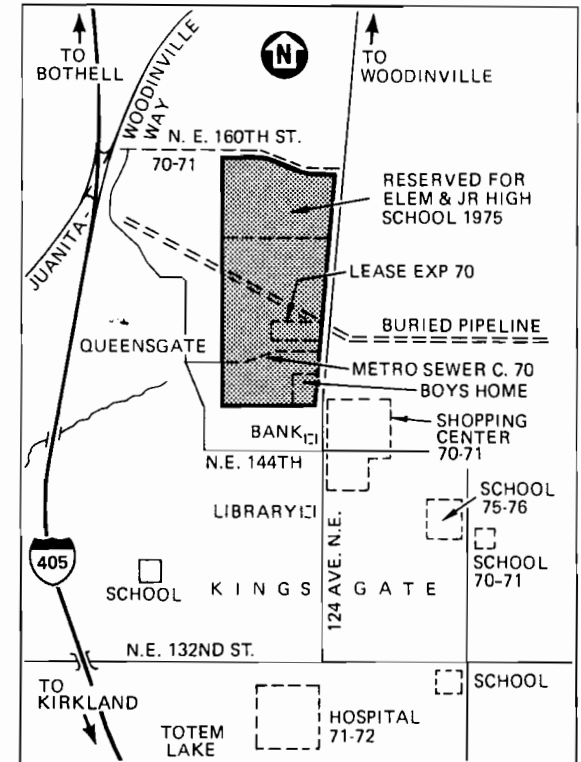 TO
BOTHELL
WOODINVILLE
WAY
N
TO
WOODINVILLE
N. E. 160TH ST.
70-71
JUANITA-
RESERVED FOR
ELEM & JR HIGH
SCHOOL 1975
LEASE EXP 70
BURIED PIPELINE
QUEENSGATE
METRO SEWER C. 70
BOYS HOME
BANK
SHOPPING
CENTER
70-71
N.E. 144TH
LIBRARY
SCHOOL
75-76
405
SCHOOL
124 AVE. N.E.
SCHOOL
70-71
KINGSGATE
N.E. 132ND ST.
TO
KIRKLAND
SCHOOL
HOSPITAL
71-72
TOTEM
LAKE